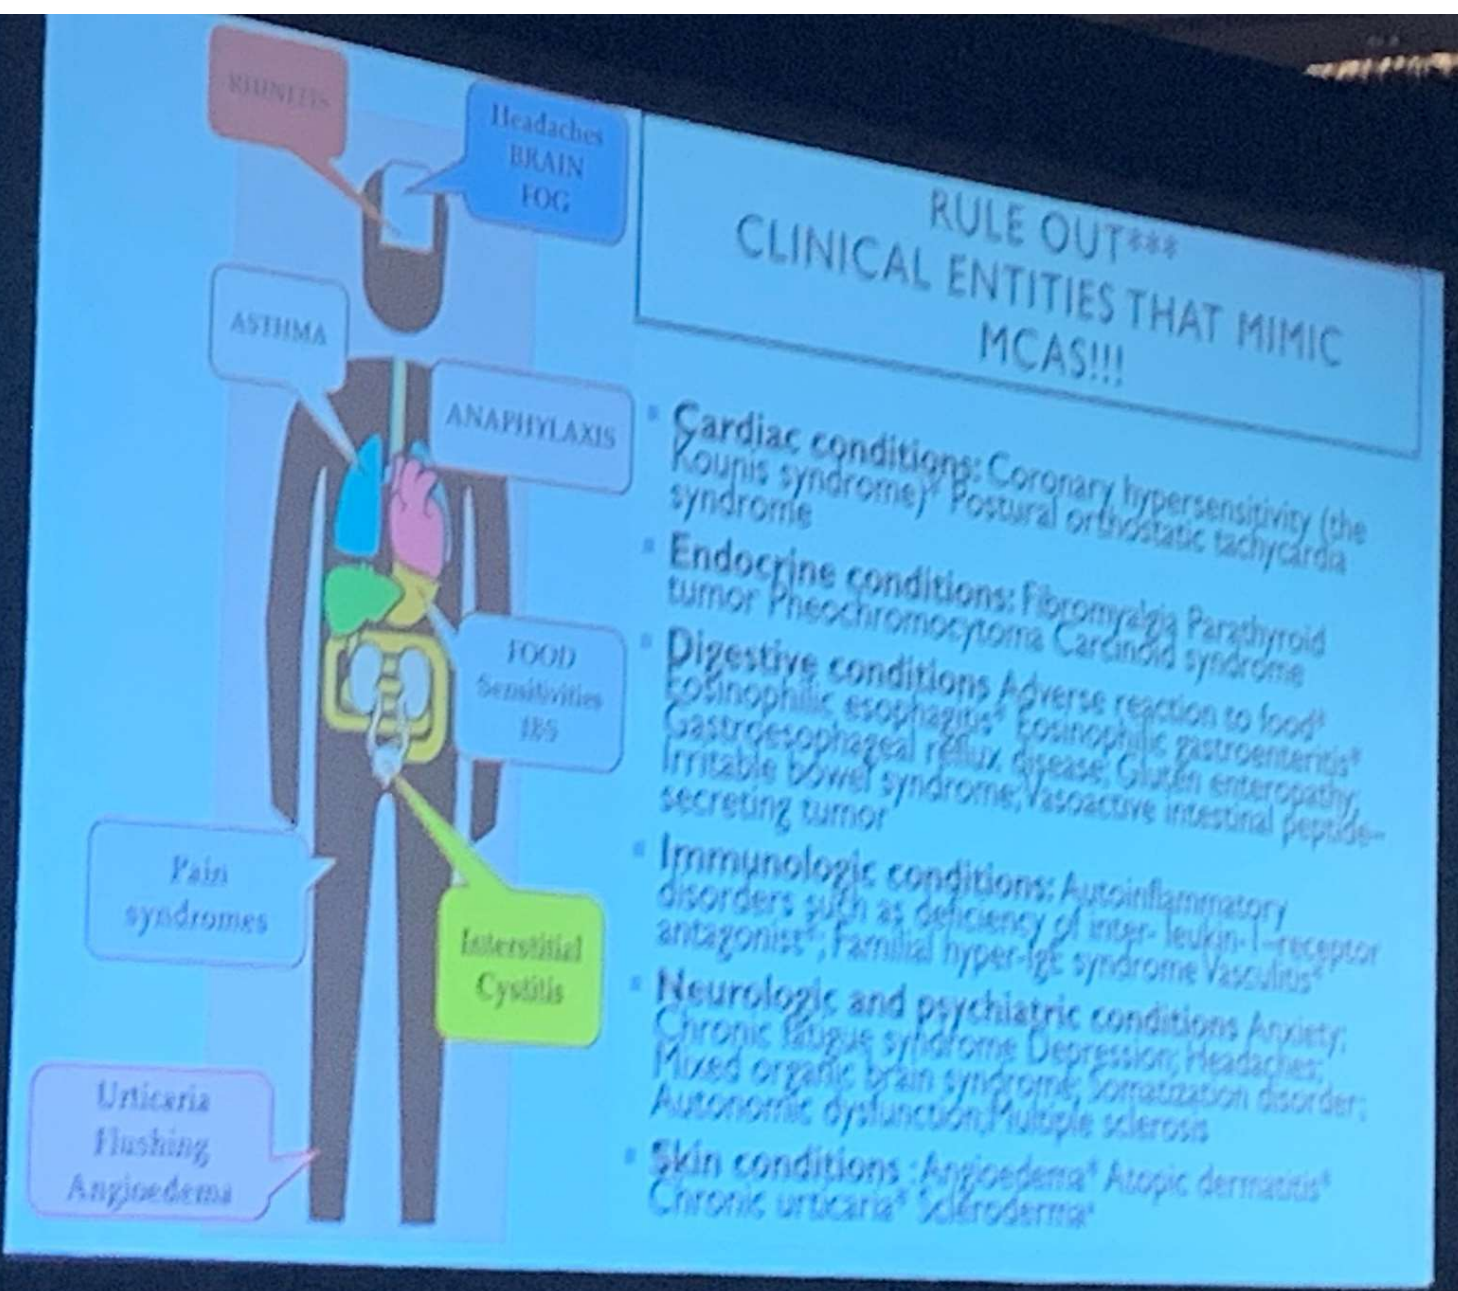 RHINITIS
Headaches
BRAIN
FOG
ASTHMA
ANAPHYLAXIS
FOOD
Sensitivities
IBS
Pain
syndromes
Interstitial
Cystitis
Urticaria
Flushing
Angioedema
RULE OUT***
CLINICAL ENTITIES THAT MIMIC
MCAS!!!
Cardiac conditions: Coronary hypersensitivity (the
Kounis syndrome)* Postural orthostatic tachycardia
syndrome
Endocrine conditions: Fibromyalgia Parathyroid
tumor Pheochromocytoma Carcinoid syndrome
Digestive conditions Adverse reaction to food*
Eosinophilic esophagitis* Eosinophilic gastroenteritis*
Gastroesophageal reflux disease; Gluten enteropathy;
Irritable bowel syndrome; Vasoactive intestinal peptide–
secreting tumor
Immunologic conditions: Autoinflammatory
disorders such as deficiency of inter- leukin-1–receptor
antagonist*; Familial hyper-IgE syndrome Vasculitis*
Neurologic and psychiatric conditions Anxiety;
Chronic fatigue syndrome Depression; Headaches;
Mixed organic brain syndrome; Somatization disorder;
Autonomic dysfunction; Multiple sclerosis
Skin conditions : Angioedema* Atopic dermatitis*
Chronic urticaria* Scleroderma*